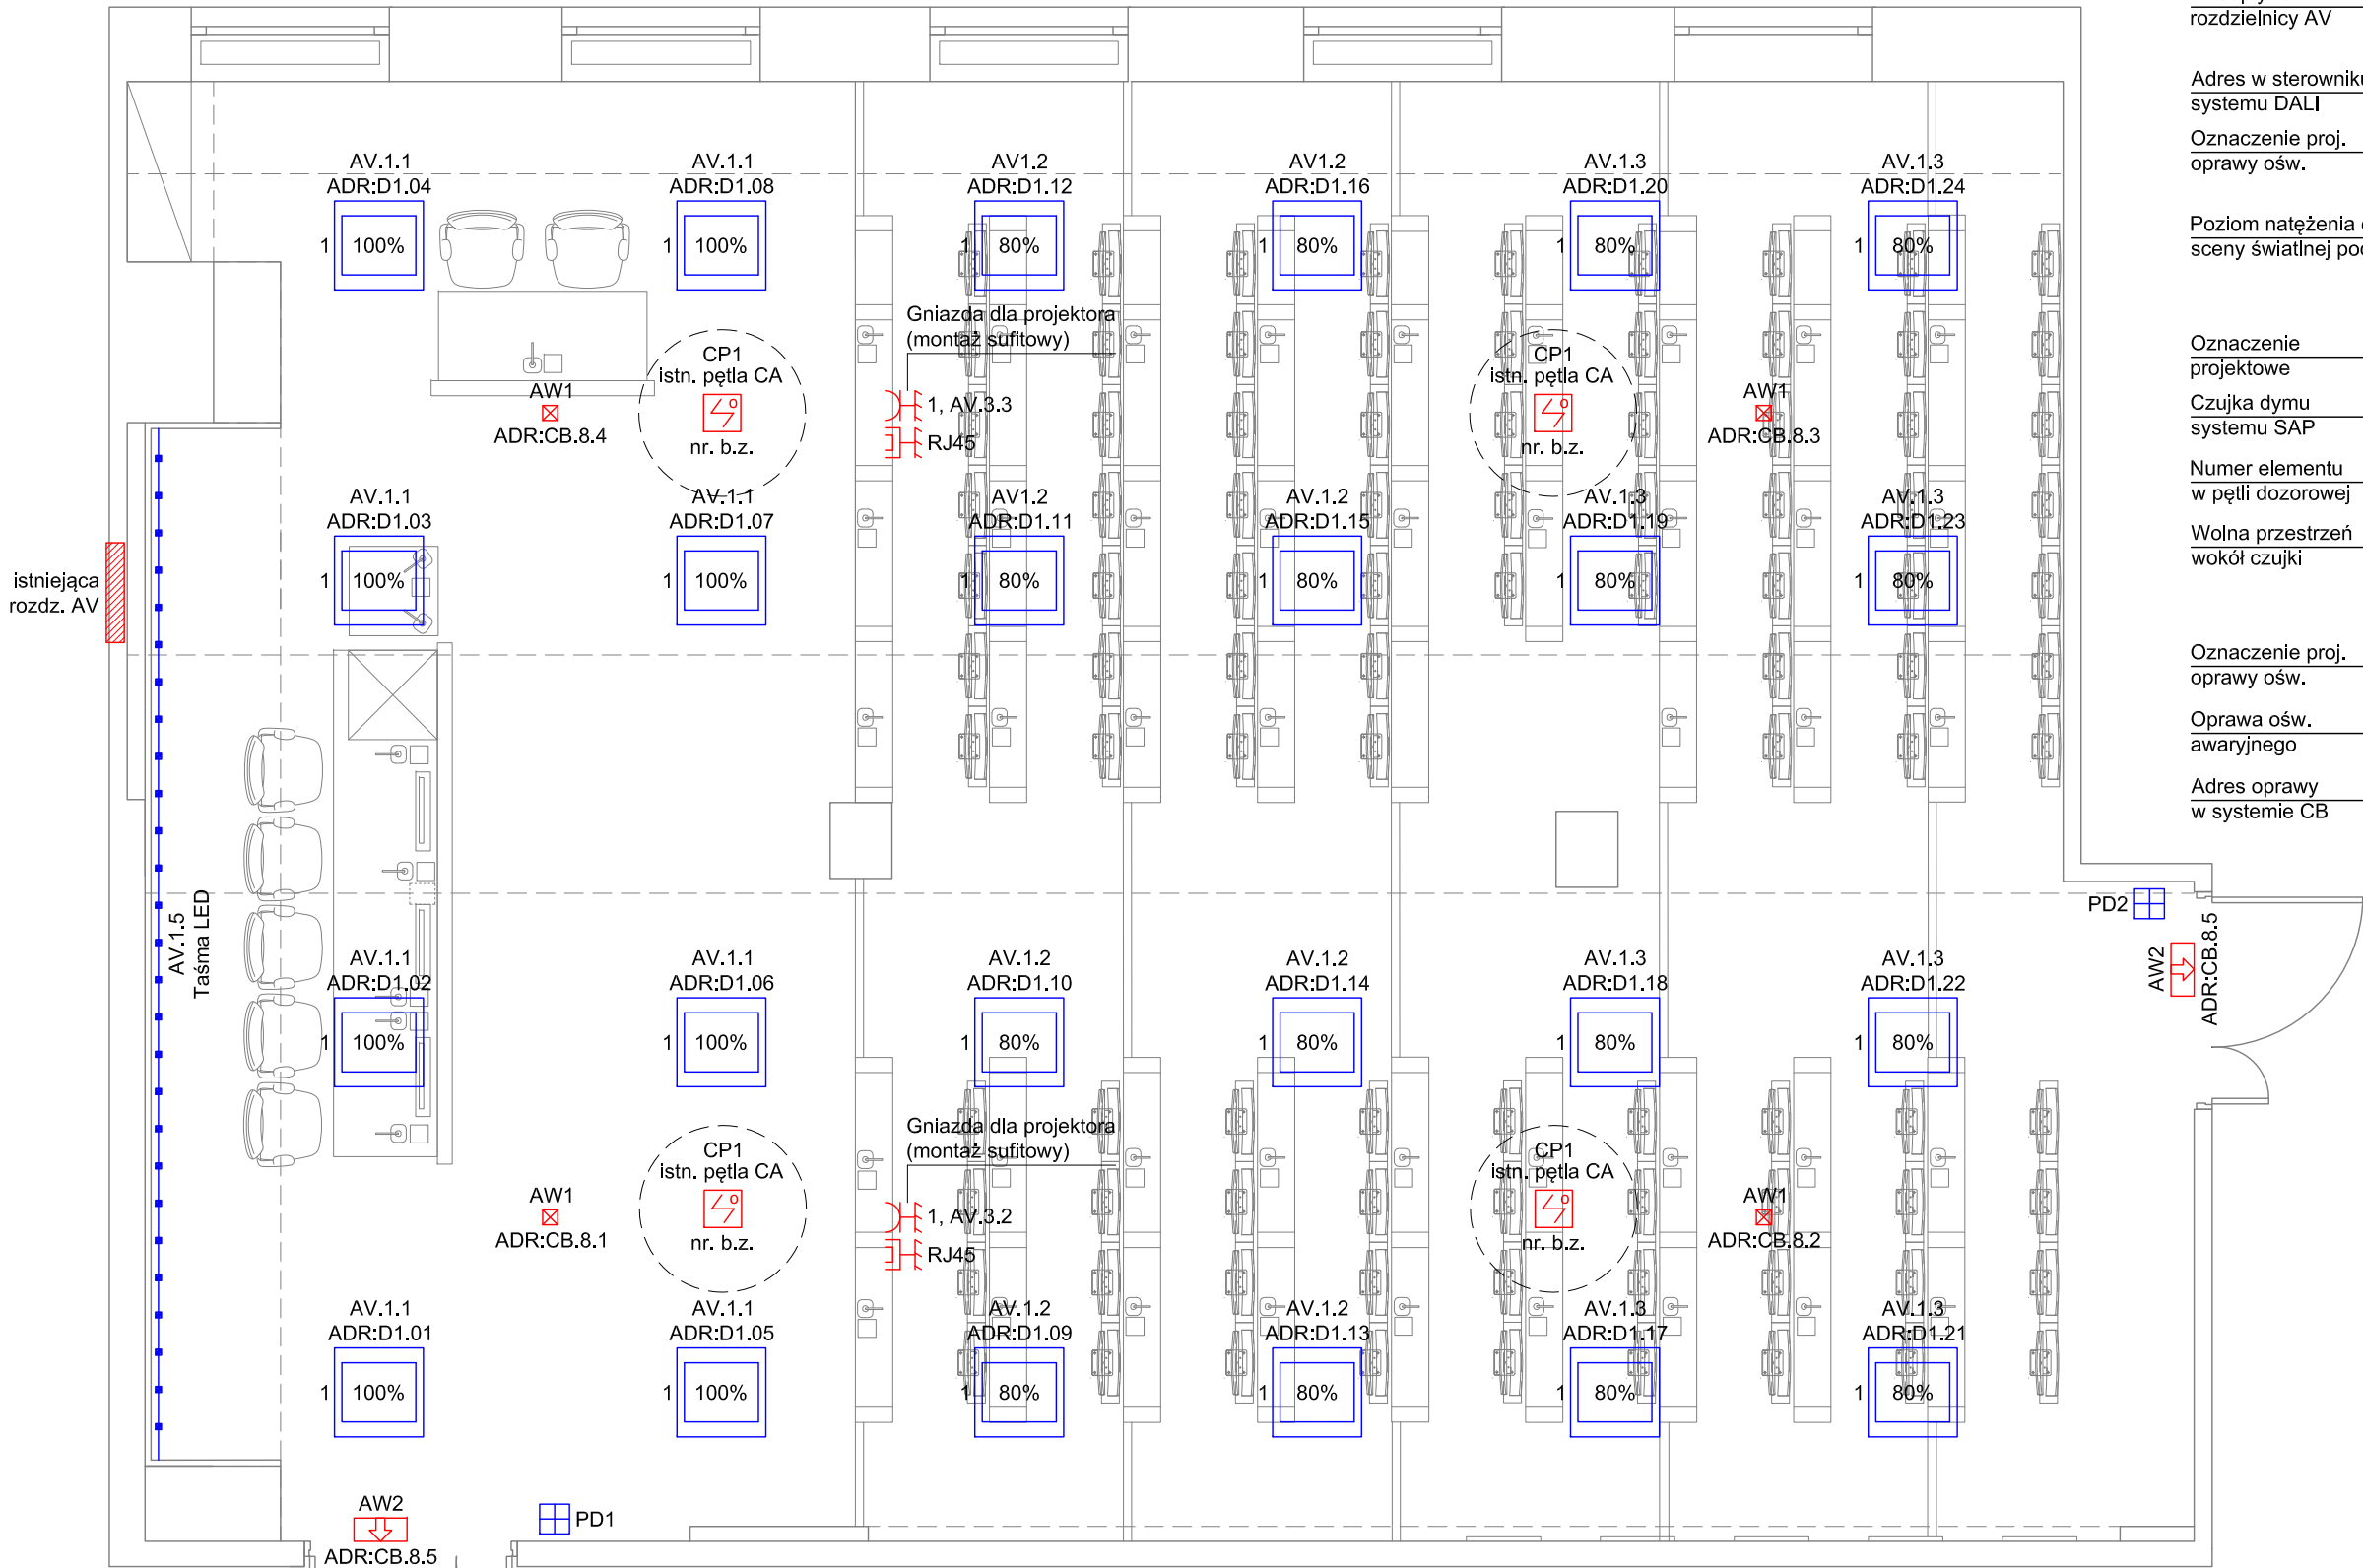 rozdzielnicy AV
Adres w sterowniku
systemu DALI
Oznaczenie proj.
oprawy ośw.
Poziom natężenia
sceny świat!nej
Oznaczenie
projektowe
Czujka dymu
systemu SAP
Numer elementu
w pętli dozorowej
Wolna przestrzeń
wokół czujki
Oznaczenie proj.
oprawy ośw.
Oprawa ośw.
awaryjnego
Adres oprawy
w systemie CB
AV.1.1
ADR:D1.04
1 100%
AV.1.1
ADR:D1.08
1 100%
AV1.2
ADR:D1.12
1 80%
AV1.2
ADR:D1.16
1 80%
AV.1.3
ADR:D1.20
1 80%
AV.1.3
ADR:D1.24
1 80%
Gniazda dla projektora
(montaż sufitowy)
1, AV.3.3
RJ45
CP1
istn. pętla CA
nr. b.z.
CP1
istn. pętla CA
nr. b.z.
AW1
ADR:CB.8.4
AW1
ADR:CB.8.3
istniejąca
rozdz. AV
AV.1.1
ADR:D1.03
1 100%
AV.1.1
ADR:D1.07
1 100%
AV1.2
ADR:D1.11
1 80%
AV.1.2
ADR:D1.15
1 80%
AV.1.3
ADR:D1.19
1 80%
AV.1.3
ADR:D1.23
1 80%
AV.1.5
Taśma LED
AV.1.1
ADR:D1.02
1 100%
AV.1.1
ADR:D1.06
1 100%
AV.1.2
ADR:D1.10
1 80%
AV.1.2
ADR:D1.14
1 80%
AV.1.3
ADR:D1.18
1 80%
AV.1.3
ADR:D1.22
1 80%
PD2
AW2
ADR:CB.8.5
Gniazda dla projektora
(montaż sufitowy)
1, AV.3.2
RJ45
CP1
istn. pętla CA
nr. b.z.
CP1
istn. pętla CA
nr. b.z.
AW1
ADR:CB.8.1
AW1
ADR:CB.8.2
AV.1.1
ADR:D1.01
1 100%
AV.1.1
ADR:D1.05
1 100%
AV.1.2
ADR:D1.09
1 80%
AV.1.2
ADR:D1.13
1 80%
AV.1.3
ADR:D1.17
1 80%
AV.1.3
ADR:D1.21
1 80%
AW2
ADR:CB.8.5
PD1